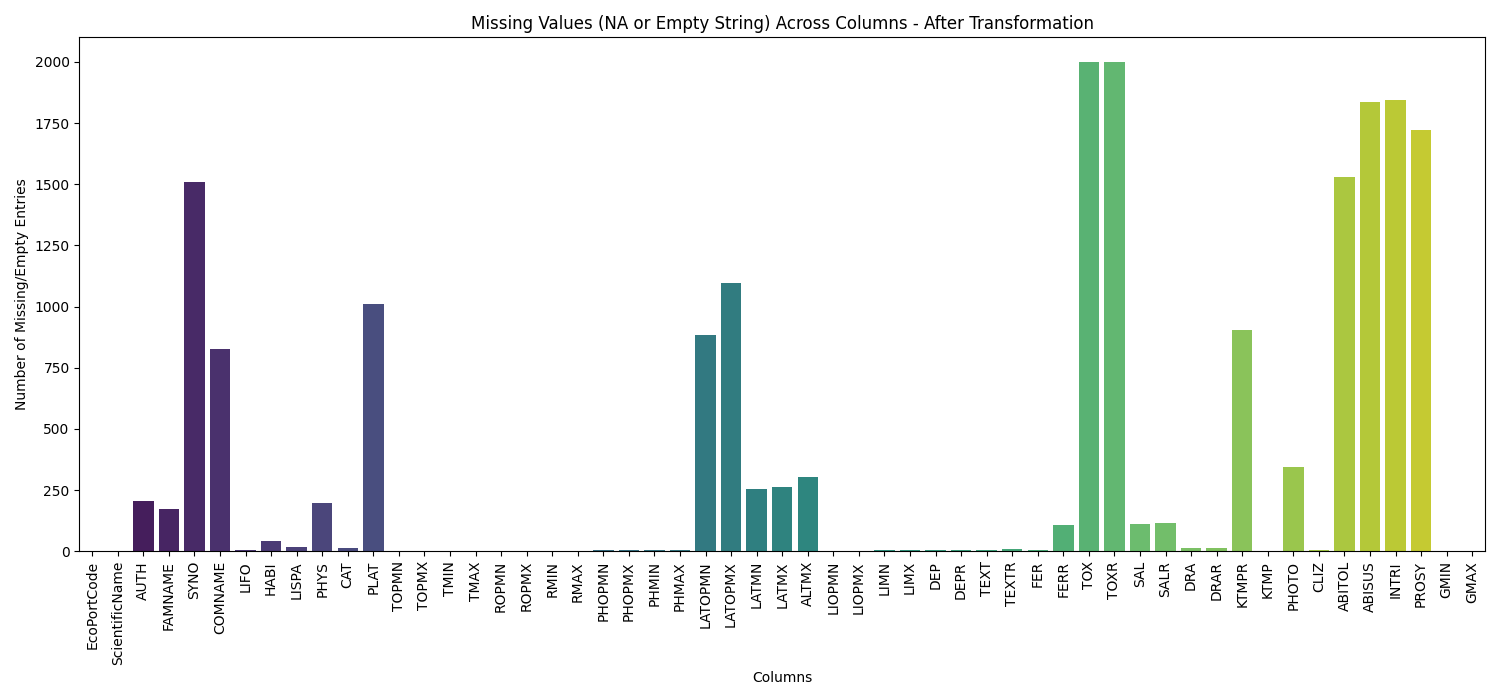 Missing Values (NA or Empty String) Across Columns - After Transformation
Number of Missing/Empty Entries
2000
1750
1500
1250
1000
750
500
250
0
EcoPortCode
ScientificName
AUTH
FAMNAME
SYNO
COMNAME
LIFO
HABI
LISPA
PHYS
CAT
PLAT
TOPMN
TOPMX
TMIN
TMAX
ROPMN
ROPMX
RMIN
RMAX
PHOPMN
PHOPMX
PHMIN
PHMAX
LATOPMN
LATOPMX
LATMN
LATMX
ALTMX
LIOPMN
LIOPMX
LIMN
LIMX
DEP
DEPR
TEXT
TEXTR
FER
FERR
TOX
TOXR
SAL
SALR
DRA
DRAR
KTMPR
KTMP
PHOTO
CLIZ
ABITOL
ABISUS
INTRI
PROSY
GMIN
GMAX
Columns